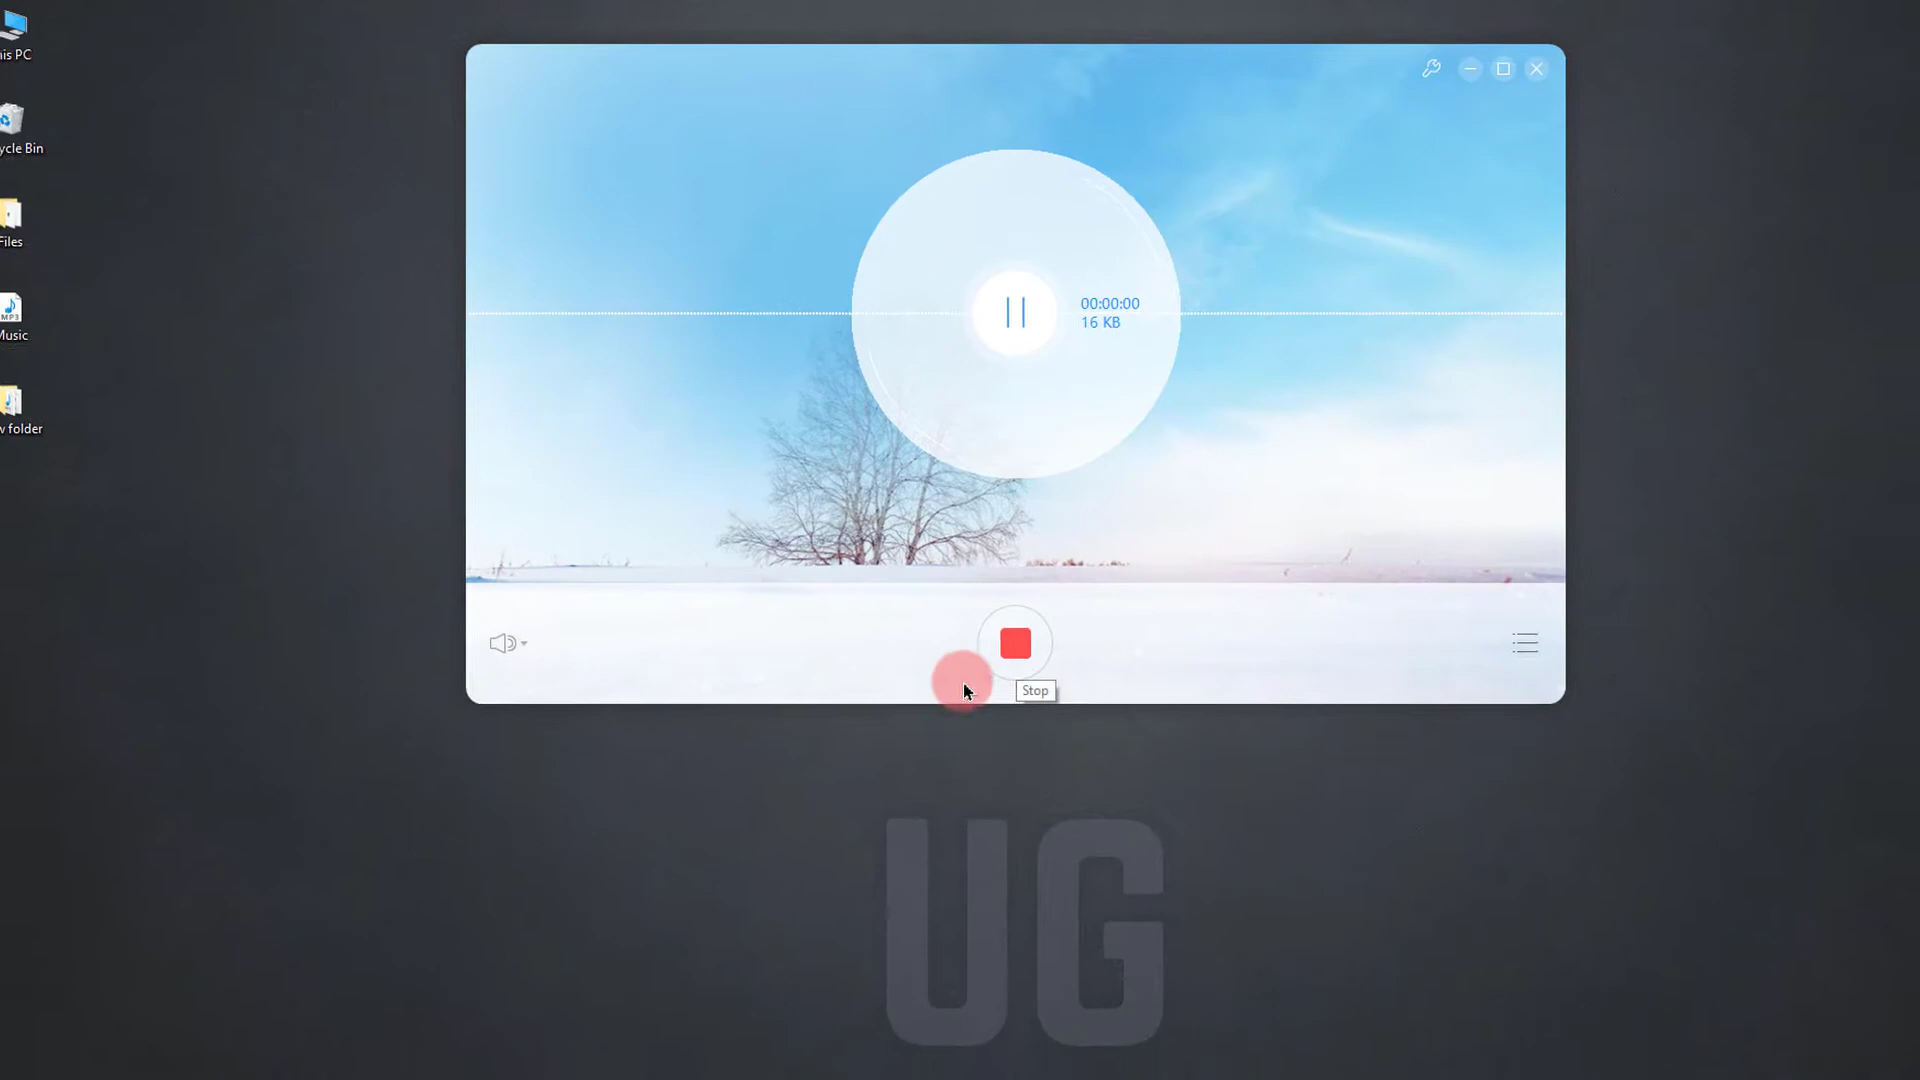 is PC
ycle Bin
Files
MP3
Music
w folder
00:00:00
16 KB
Stop
UG